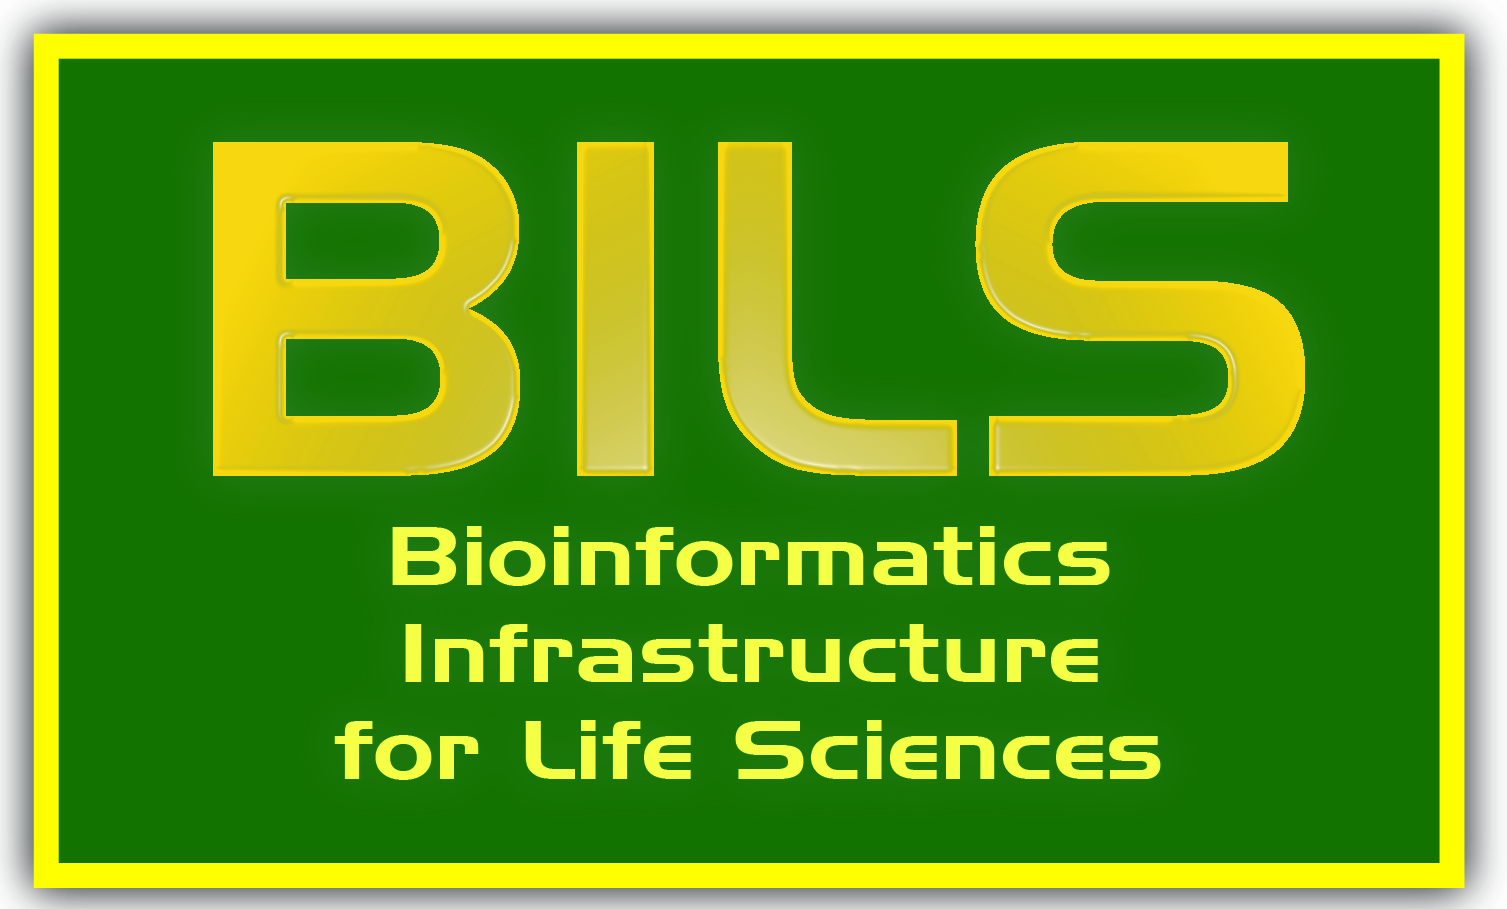 BILS
Bioinformatics
Infrastructure
for Life Sciences